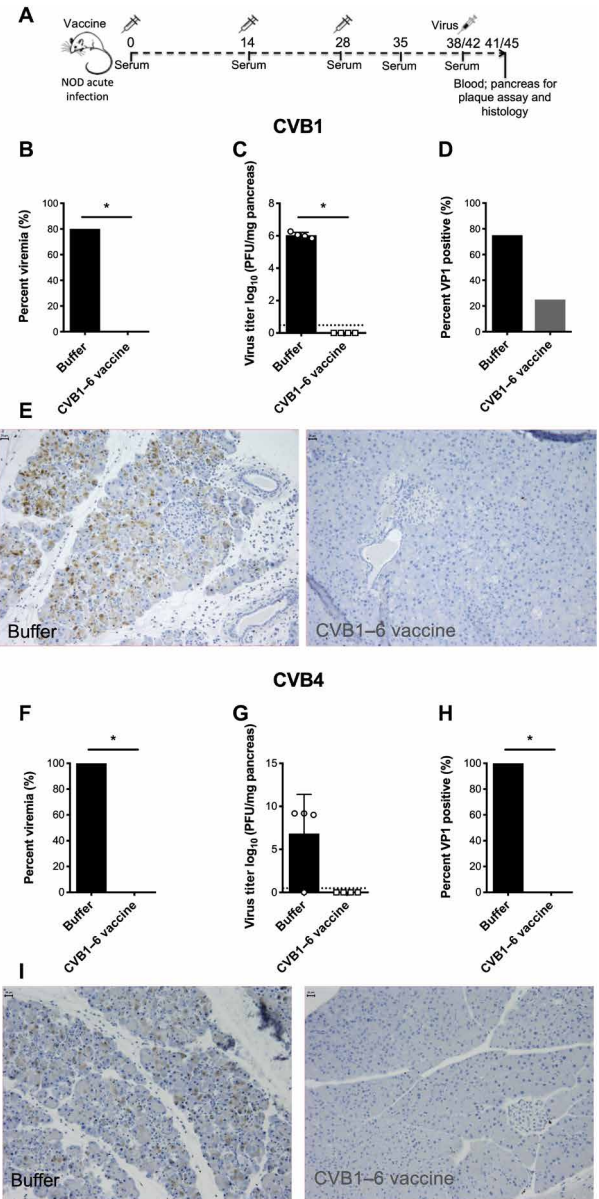 A
Vaccine
Virus
0
14
28
35
38/42
41/45
Serum
Serum
Serum
Serum
Serum
NOD acute
infection
Blood; pancreas for
plaque assay and
histology
CVB1
B
Percent viremia (%)
100
80
60
40
20
0
*
Buffer
CVB1–6 vaccine
C
Virus titer log10 (PFU/mg pancreas)
8
6
4
2
0
*
Buffer
CVB1–6 vaccine
D
Percent VP1 positive (%)
100
80
60
40
20
0
Buffer
CVB1–6 vaccine
E
Buffer
CVB1–6 vaccine
CVB4
F
Percent viremia (%)
100
80
60
40
20
0
*
Buffer
CVB1–6 vaccine
G
Virus titer log10 (PFU/mg pancreas)
15
10
5
0
Buffer
CVB1–6 vaccine
H
Percent VP1 positive (%)
100
80
60
40
20
0
*
Buffer
CVB1–6 vaccine
I
Buffer
CVB1–6 vaccine